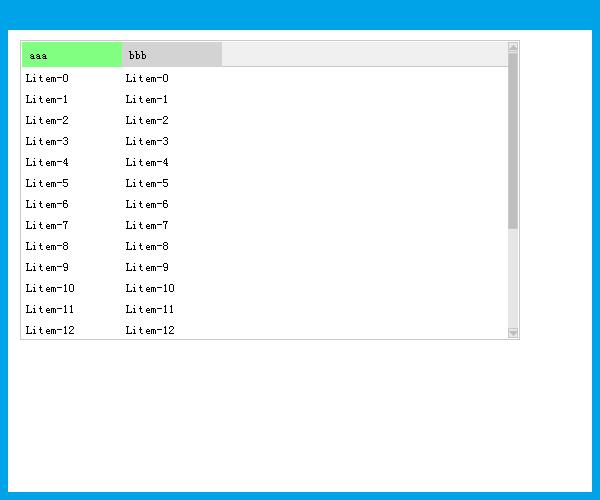 aaa bbb
Litem-0 Litem-0
Litem-1 Litem-1
Litem-2 Litem-2
Litem-3 Litem-3
Litem-4 Litem-4
Litem-5 Litem-5
Litem-6 Litem-6
Litem-7 Litem-7
Litem-8 Litem-8
Litem-9 Litem-9
Litem-10 Litem-10
Litem-11 Litem-11
Litem-12 Litem-12